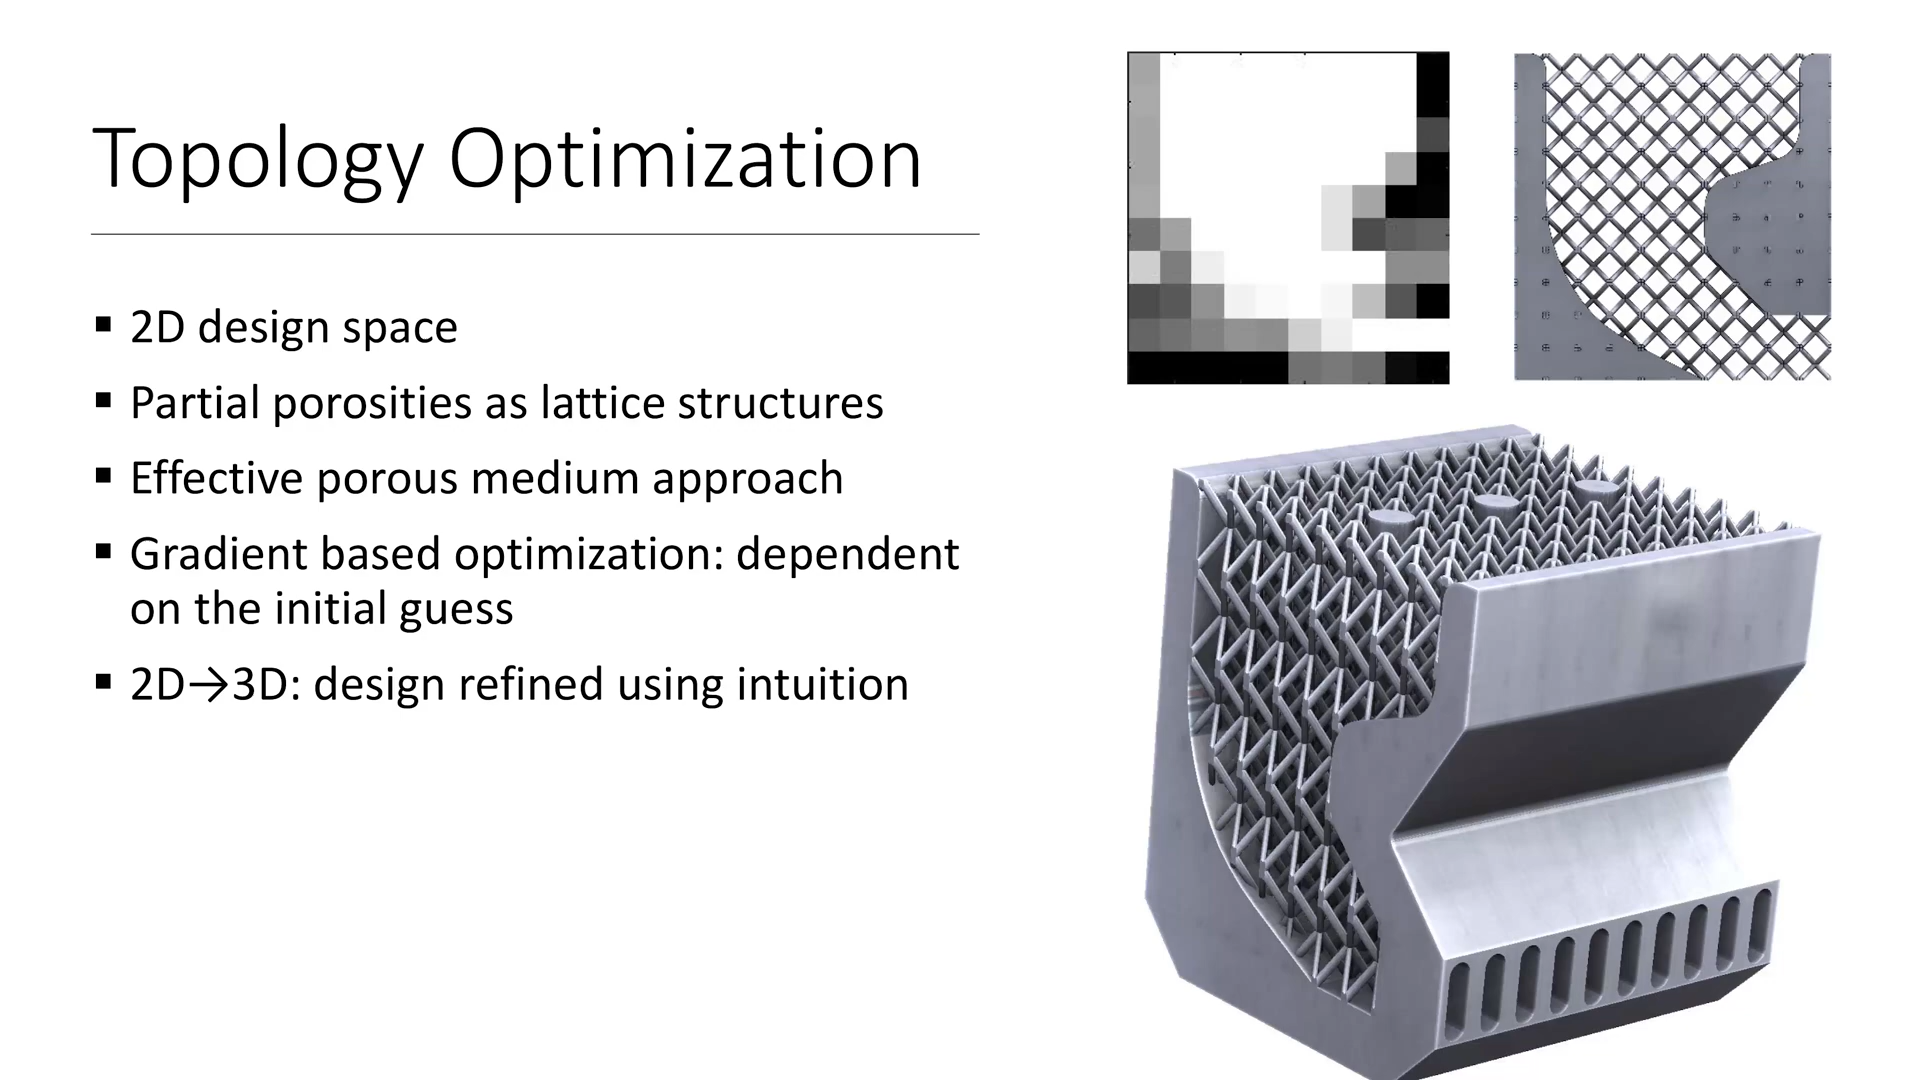 Topology Optimization
▪ 2D design space
▪ Partial porosities as lattice structures
▪ Effective porous medium approach
▪ Gradient based optimization: dependent
on the initial guess
▪ 2D→3D: design refined using intuition